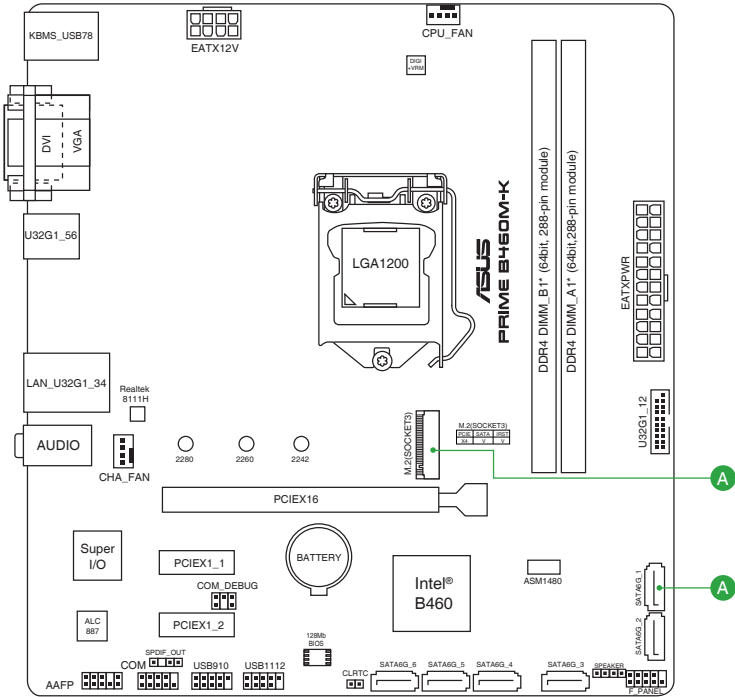 KBMS_USB78
EATX12V
CPU_FAN
DIGI
+VRM
DVI
VGA
U32G1_56
LGA1200
ASUS
PRIME B460M-K
DDR4 DIMM_B1* (64bit, 288-pin module)
DDR4 DIMM_A1* (64bit,288-pin module)
EATXPWR
LAN_U32G1_34
Realtek
8111H
AUDIO
CHA_FAN
2280
2260
2242
M.2(SOCKET3)
M.2(SOCKET3)
PCIE SATA IRST
X4 V V
U32G1_12
A
PCIEX16
Super
I/O
PCIEX1_1
BATTERY
Intel®
B460
ASM1480
SATA6G_1
A
COM_DEBUG
ALC
887
PCIEX1_2
SATA6G_2
128Mb
BIOS
SPDIF_OUT
AAFP
COM
USB910
USB1112
CLRTC
SATA6G_6
SATA6G_5
SATA6G_4
SATA6G_3
SPEAKER
F_PANEL